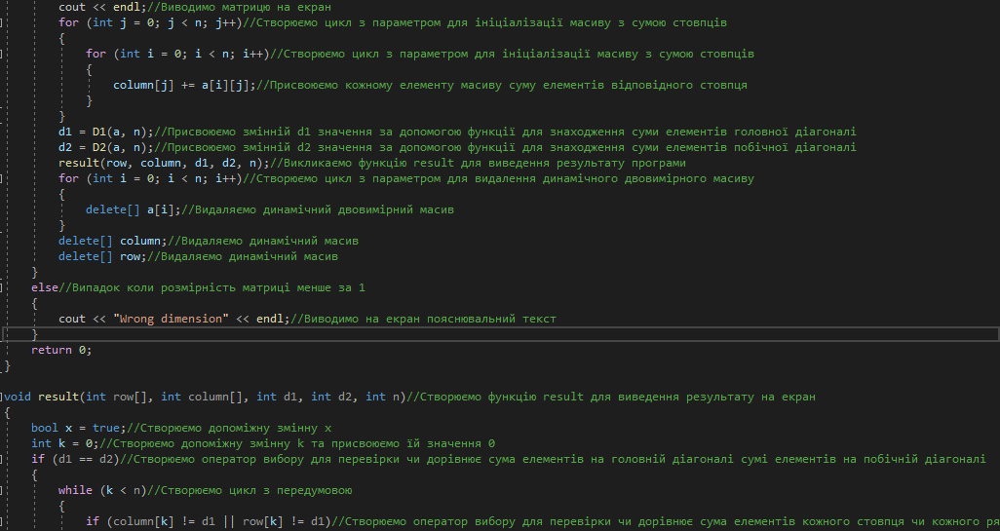 cout << endl;//Виводимо матрицю на екран
for (int j = 0; j < n; j++)//Створюємо цикл з параметром для ініціалізації масиву з сумою стовпців
{
for (int i = 0; i < n; i++)//Створюємо цикл з параметром для ініціалізації масиву з сумою стовпців
{
column[j] += a[i][j];//Присвоюємо кожному елементу масиву суму елементів відповідного стовпця
}
}
d1 = D1(a, n);//Присвоюємо змінній d1 значення за допомогою функції для знаходження суми елементів головної діагоналі
d2 = D2(a, n);//Присвоюємо змінній d2 значення за допомогою функції для знаходження суми елементів побічної діагоналі
result(row, column, d1, d2, n);//Викликаємо функцію result для виведення результату програми
for (int i = 0; i < n; i++)//Створюємо цикл з параметром для видалення динамічного двовимірного масиву
{
delete[] a[i];//Видаляємо динамічний двовимірний масив
}
delete[] column;//Видаляємо динамічний масив
delete[] row;//Видаляємо динамічний масив
}
else//Випадок коли розмірність матриці менше за 1
{
cout << "Wrong dimension" << endl;//Виводимо на екран пояснювальний текст
}
return 0;
}
void result(int row[], int column[], int d1, int d2, int n)//Створюємо функцію result для виведення результату на екран
{
bool x = true;//Створюємо допоміжну змінну x
int k = 0;//Створюємо допоміжну змінну k та присвоюємо їй значення 0
if (d1 == d2)//Створюємо оператор вибору для перевірки чи дорівнює сума елементів на головній діагоналі сумі елементів на побічній діагоналі
{
while (k < n)//Створюємо цикл з передумовою
{
if (column[k] != d1 || row[k] != d1)//Створюємо оператор вибору для перевірки чи дорівнює сума елементів кожного стовпця чи кожного ря